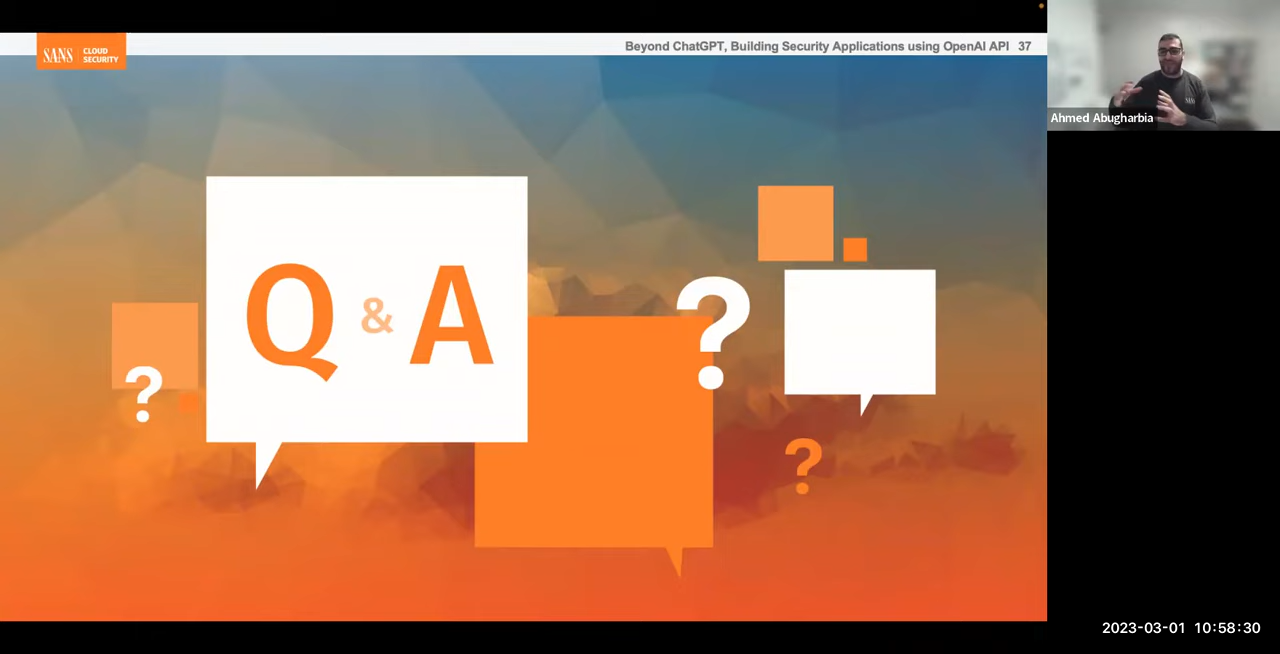 SANS
CLOUD
SECURITY
Beyond ChatGPT, Building Security Applications using OpenAI API 37
Ahmed Abugharbia
Q & A
?
?
?
2023-03-01 10:58:30